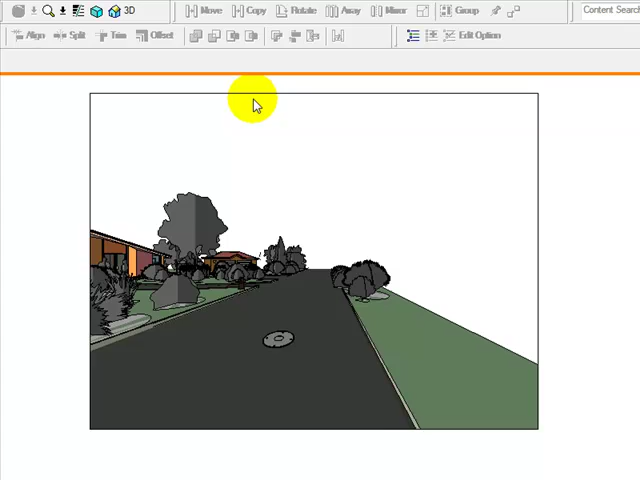 3D Move Copy Rotate Array Mirror Group Content Search
Align Split Trim Offset Edit Option